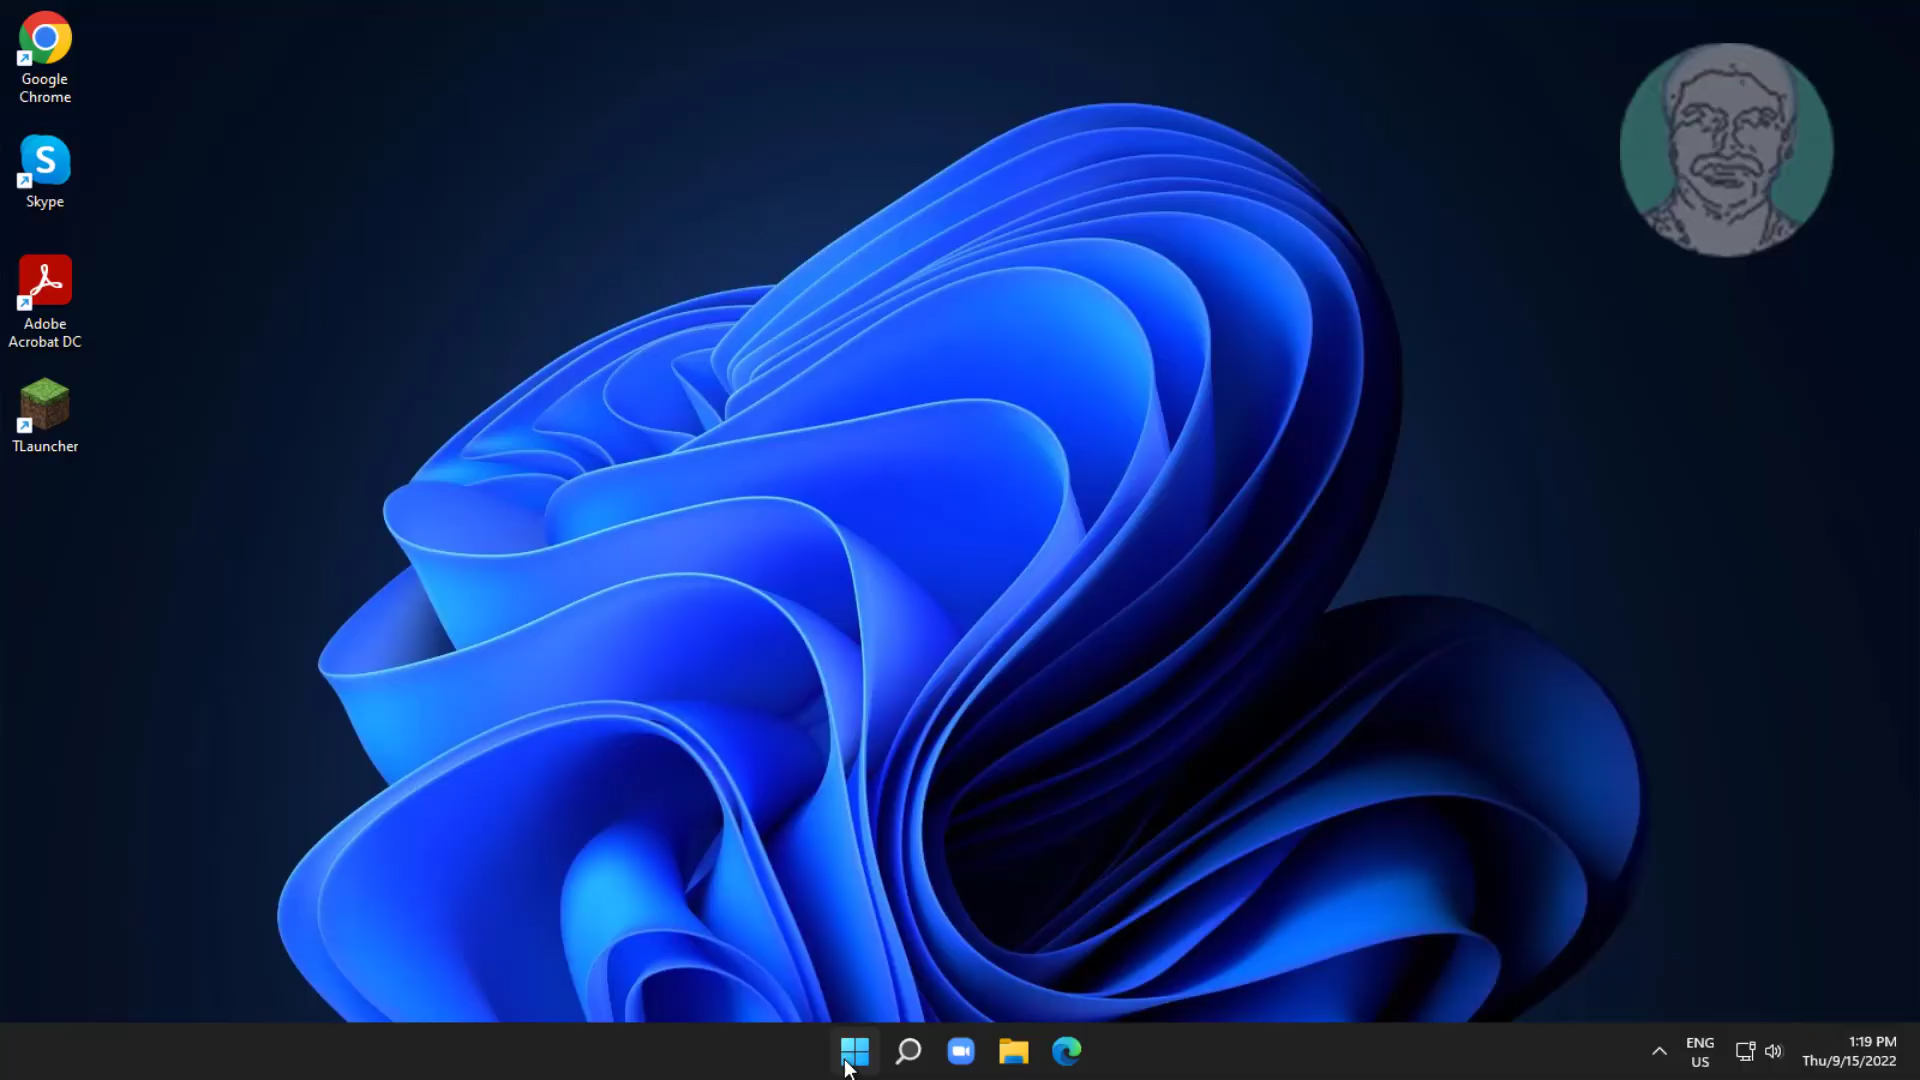 Google
Chrome
S
Skype
Adobe
Acrobat DC
TLauncher
ENG
US
1:19 PM
Thu/9/15/2022